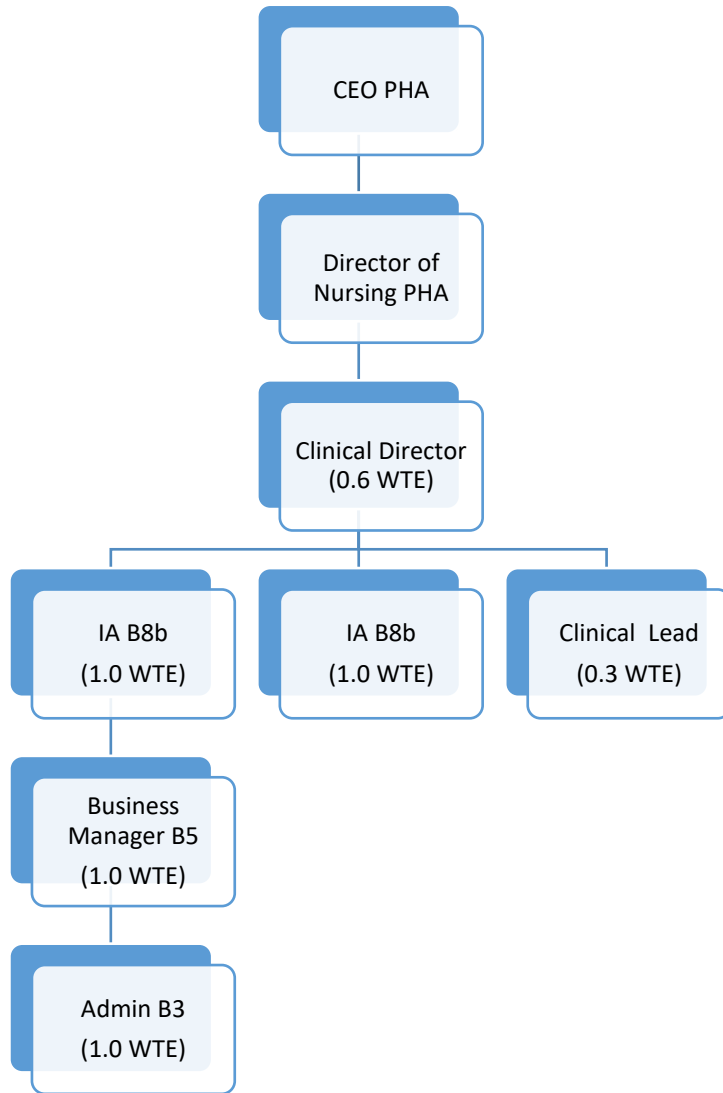 CEO PHA
Director of
Nursing PHA
Clinical Director
(0.6 WTE)
IA B8b
(1.0 WTE)
IA B8b
(1.0 WTE)
Clinical Lead
(0.3 WTE)
Business
Manager B5
(1.0 WTE)
Admin B3
(1.0 WTE)